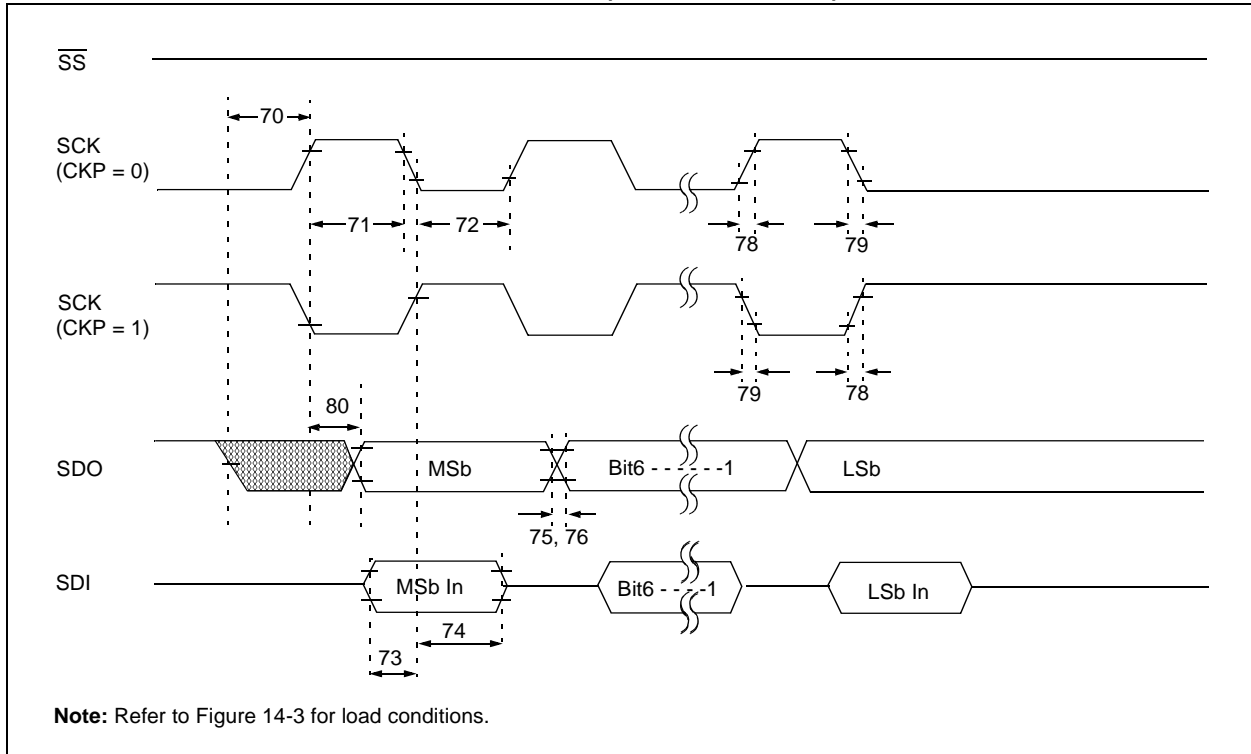 SS
70
SCK
(CKP = 0)
71
72
78
79
SCK
(CKP = 1)
79
78
80
SDO
MSb
Bit6 - - - - - -1
LSb
75, 76
SDI
MSb In
Bit6 - - - -1
LSb In
74
73
Note: Refer to Figure 14-3 for load conditions.